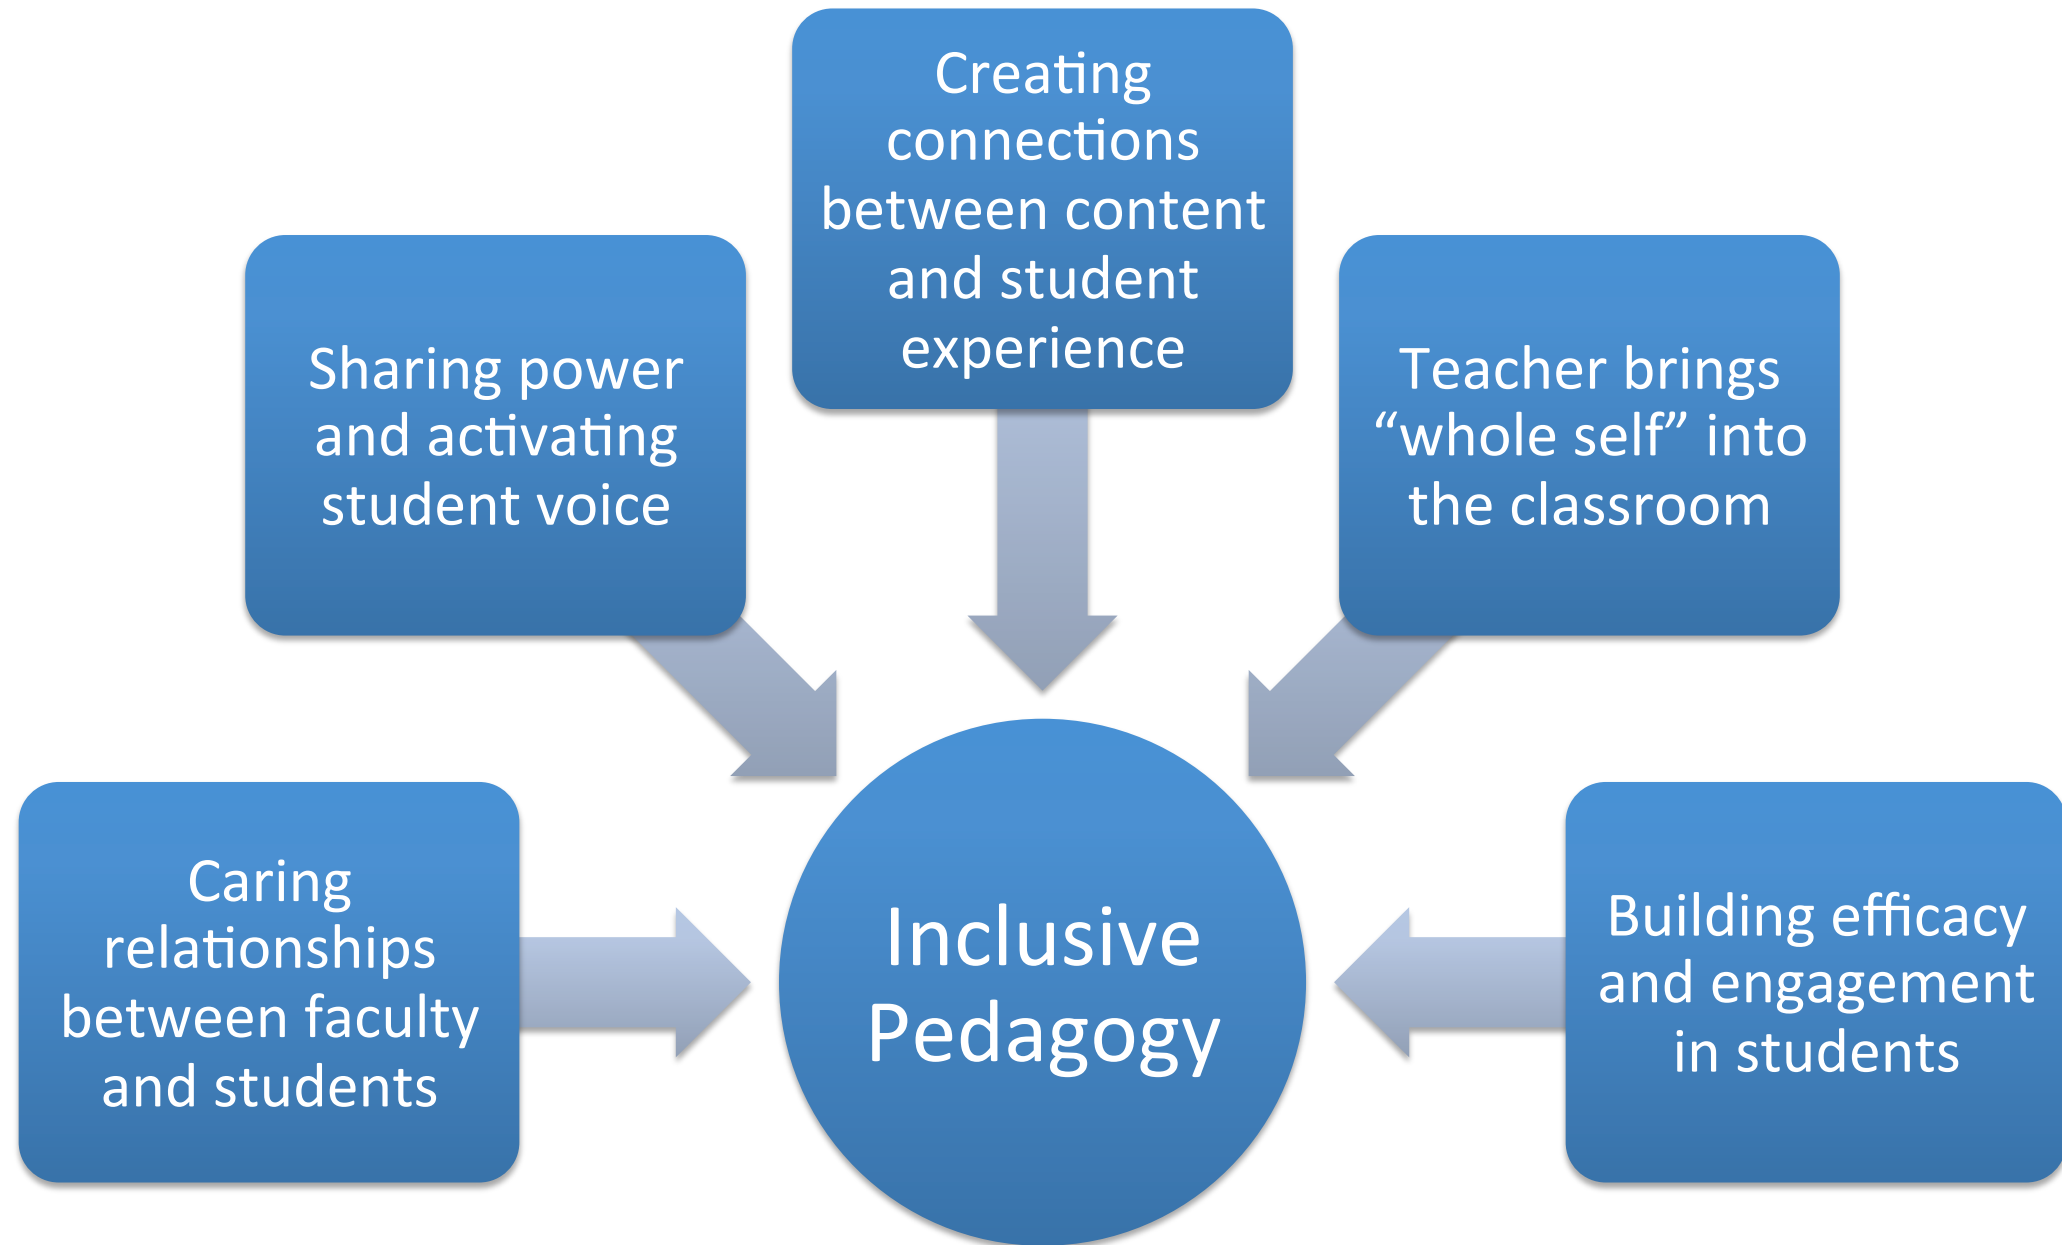 Creating
connections
between content
and student
experience
Sharing power
and activating
student voice
Teacher brings
“whole self” into
the classroom
Caring
relationships
between faculty
and students
Inclusive
Pedagogy
Building efficacy
and engagement
in students